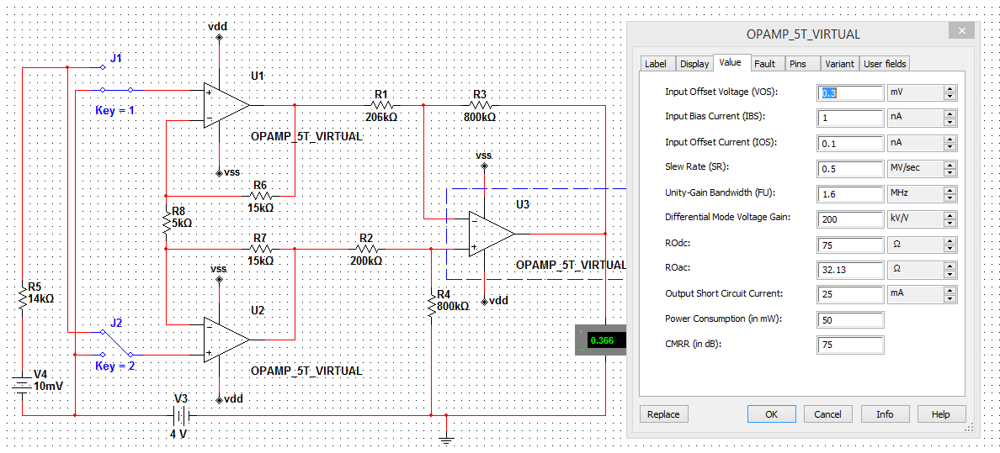 vdd
J1
U1
Key = 1
R1
206kΩ
R3
800kΩ
OPAMP_5T_VIRTUAL
vss
vss
R6
15kΩ
R8
5kΩ
U3
R7
15kΩ
R2
200kΩ
OPAMP_5T_VIRTUAL
vss
R5
14kΩ
R4
800kΩ
vdd
U2
J2
Key = 2
0.366
OPAMP_5T_VIRTUAL
V4
10mV
vdd
V3
4 V
OPAMP_5T_VIRTUAL
Label Display Value Fault Pins Variant User fields
Input Offset Voltage (VOS): 0.3 mV
Input Bias Current (IBS): 1 nA
Input Offset Current (IOS): 0.1 nA
Slew Rate (SR): 0.5 MV/sec
Unity-Gain Bandwidth (FU): 1.6 MHz
Differential Mode Voltage Gain: 200 kV/V
ROdc: 75 Ω
ROac: 32.13 Ω
Output Short Circuit Current: 25 mA
Power Consumption (in mW): 50
CMRR (in dB): 75
Replace OK Cancel Info Help